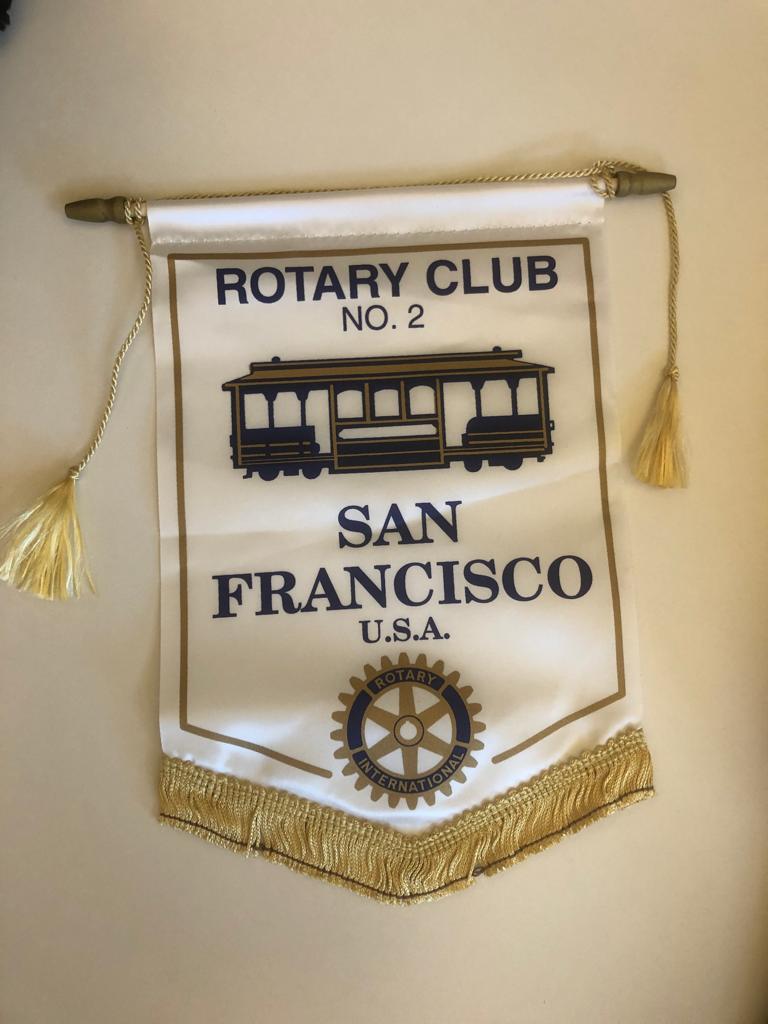 ROTARY CLUB
NO. 2
SAN
FRANCISCO
U.S.A.
ROTARY
INTERNATIONAL